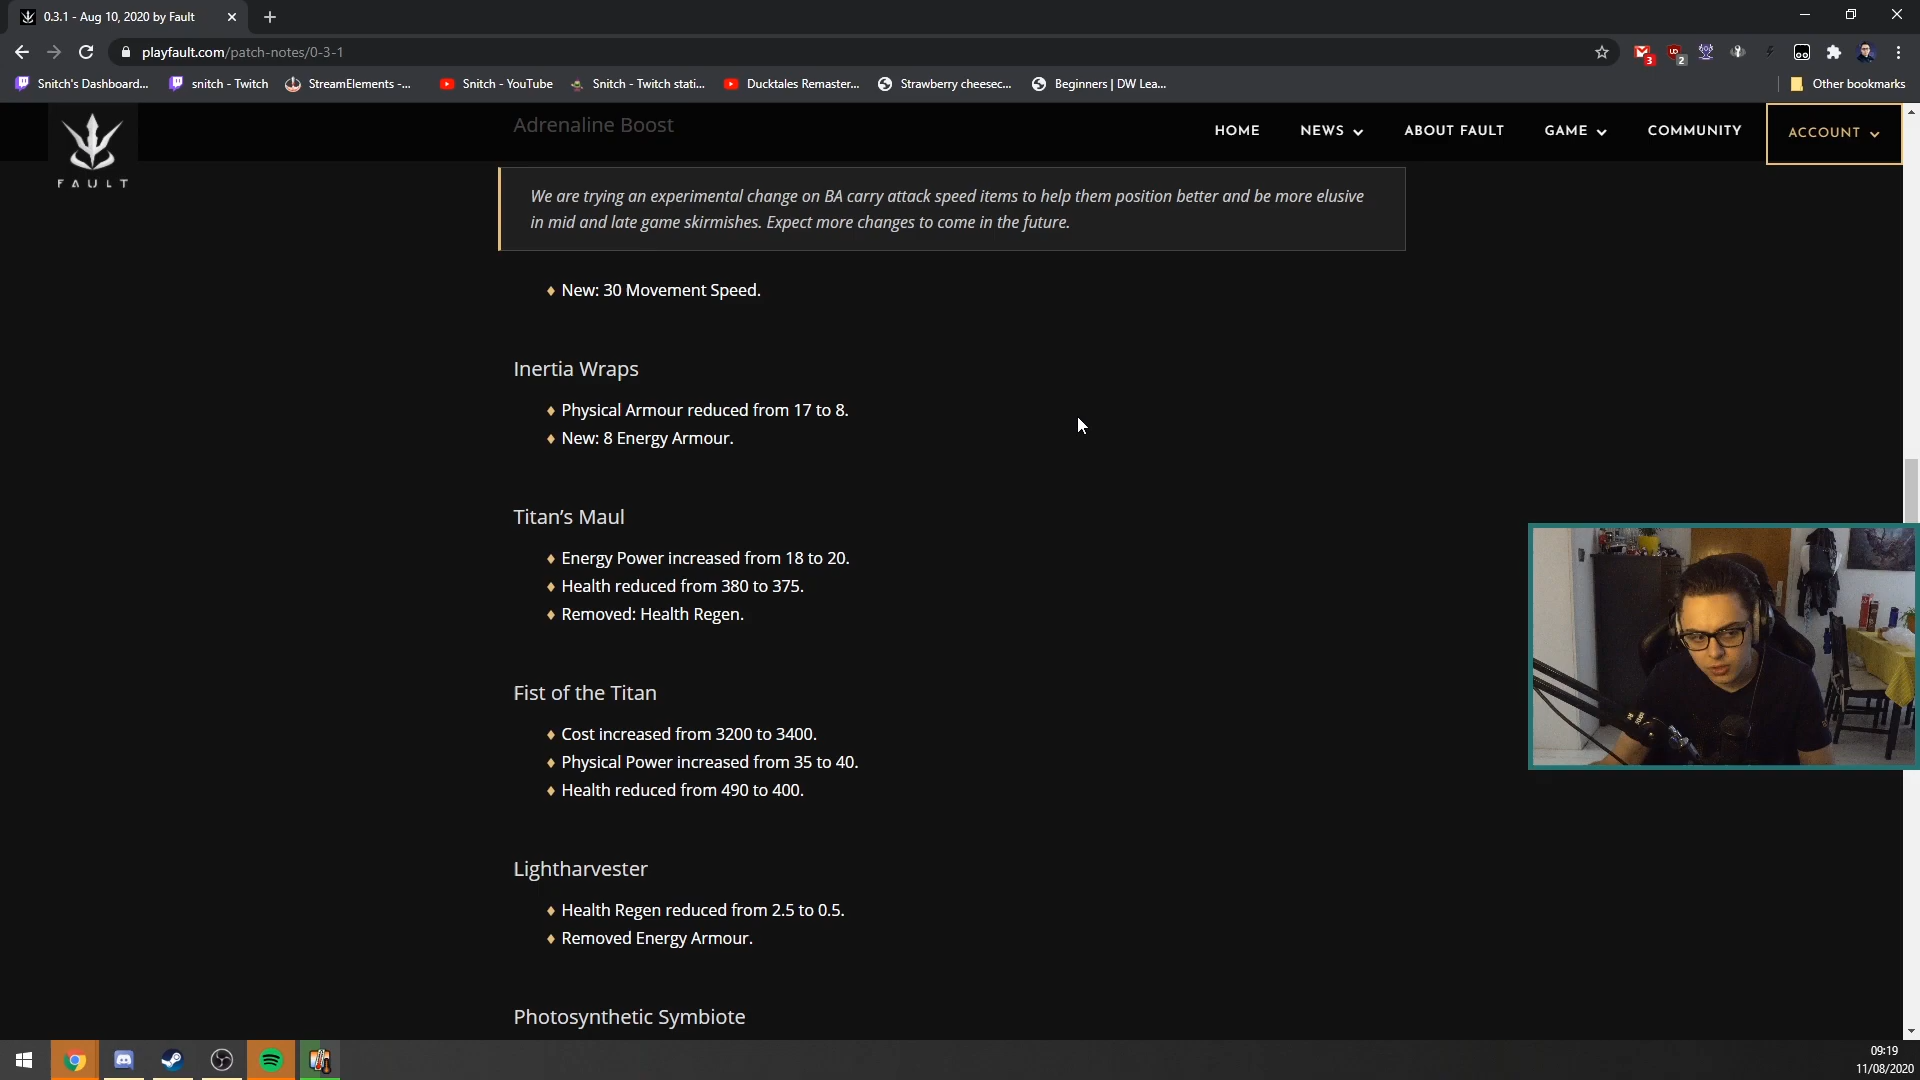 0.3.1 - Aug 10, 2020 by Fault
playfault.com/patch-notes/0-3-1
3
UD
2
Snitch's Dashboard...
snitch - Twitch
StreamElements -...
Snitch - YouTube
Snitch - Twitch stati...
Ducktales Remaster...
Strawberry cheesec...
Beginners | DW Lea...
Other bookmarks
FAULT
Adrenaline Boost
HOME
NEWS
ABOUT FAULT
GAME
COMMUNITY
ACCOUNT
We are trying an experimental change on BA carry attack speed items to help them position better and be more elusive
in mid and late game skirmishes. Expect more changes to come in the future.
New: 30 Movement Speed.
Inertia Wraps
Physical Armour reduced from 17 to 8.
New: 8 Energy Armour.
Titan’s Maul
Energy Power increased from 18 to 20.
Health reduced from 380 to 375.
Removed: Health Regen.
Fist of the Titan
Cost increased from 3200 to 3400.
Physical Power increased from 35 to 40.
Health reduced from 490 to 400.
Lightharvester
Health Regen reduced from 2.5 to 0.5.
Removed Energy Armour.
Photosynthetic Symbiote
09:19
11/08/2020